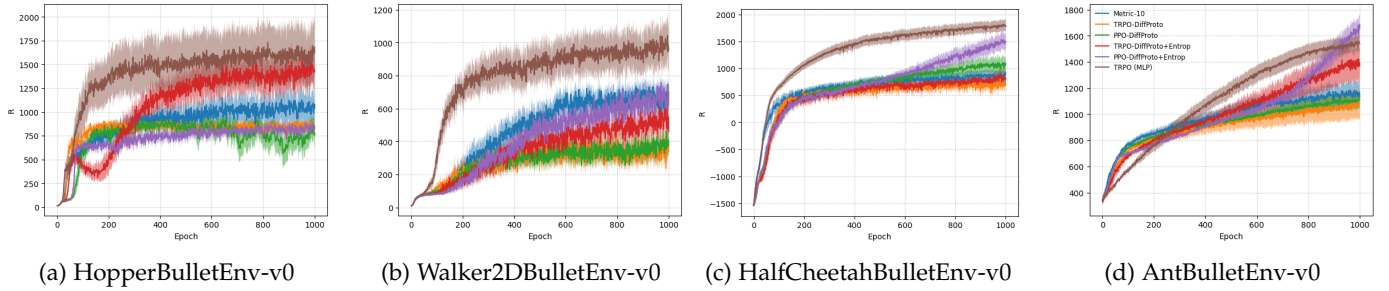 2000
1750
1500
1250
1000
750
500
250
0
R
0 200 400 600 800 1000
Epoch
(a) HopperBulletEnv-v0
1200
1000
800
600
400
200
0
R
0 200 400 600 800 1000
Epoch
(b) Walker2DBulletEnv-v0
2000
1500
1000
500
0
−500
−1000
−1500
R
0 200 400 600 800 1000
Epoch
(c) HalfCheetahBulletEnv-v0
1800
1600
1400
1200
1000
800
600
400
R
Metric-10
TRPO-DiffProto
PPO-DiffProto
TRPO-DiffProto+Entrop
PPO-DiffProto+Entrop
TRPO (MLP)
0 200 400 600 800 1000
Epoch
(d) AntBulletEnv-v0